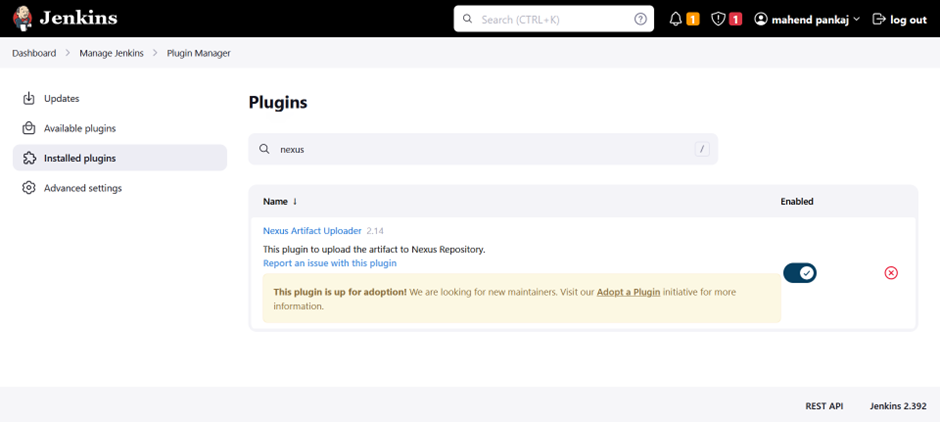 Jenkins
Search (CTRL+K)
1
1
mahend pankaj
log out
Dashboard
Manage Jenkins
Plugin Manager
Updates
Available plugins
Installed plugins
Advanced settings
Plugins
nexus
/
Name ↓
Enabled
Nexus Artifact Uploader 2.14
This plugin to upload the artifact to Nexus Repository.
Report an issue with this plugin
This plugin is up for adoption! We are looking for new maintainers. Visit our Adopt a Plugin initiative for more
information.
REST API
Jenkins 2.392